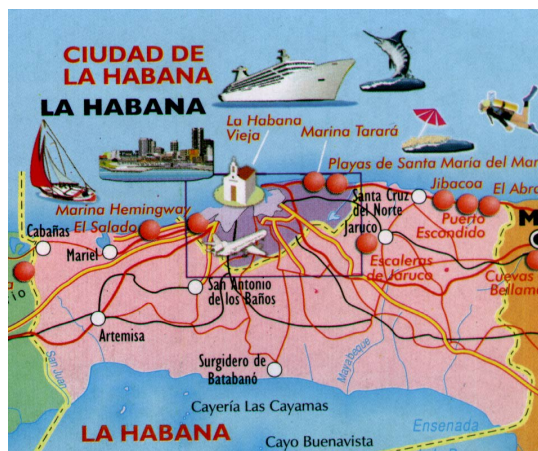 CIUDAD DE
LA HABANA
LA HABANA
La Habana
Vieja
Marina Tarará
Playas de Santa Maria del Mar
Santa Cruz
del Norte
Jibacoa
El Abra
Marina Hemingway
El Salado
Cabañas
Mariel
Jaruco
Puerto
Escondido
M
Escaleras
de Jaruco
Cuevas
Bellama
San Antonio
de los Baños
Artemisa
San Juan
Surgidero de
Batabanó
Mayabeque
Cayería Las Cayamas
LA HABANA
Cayo Buenavista
Ensenada